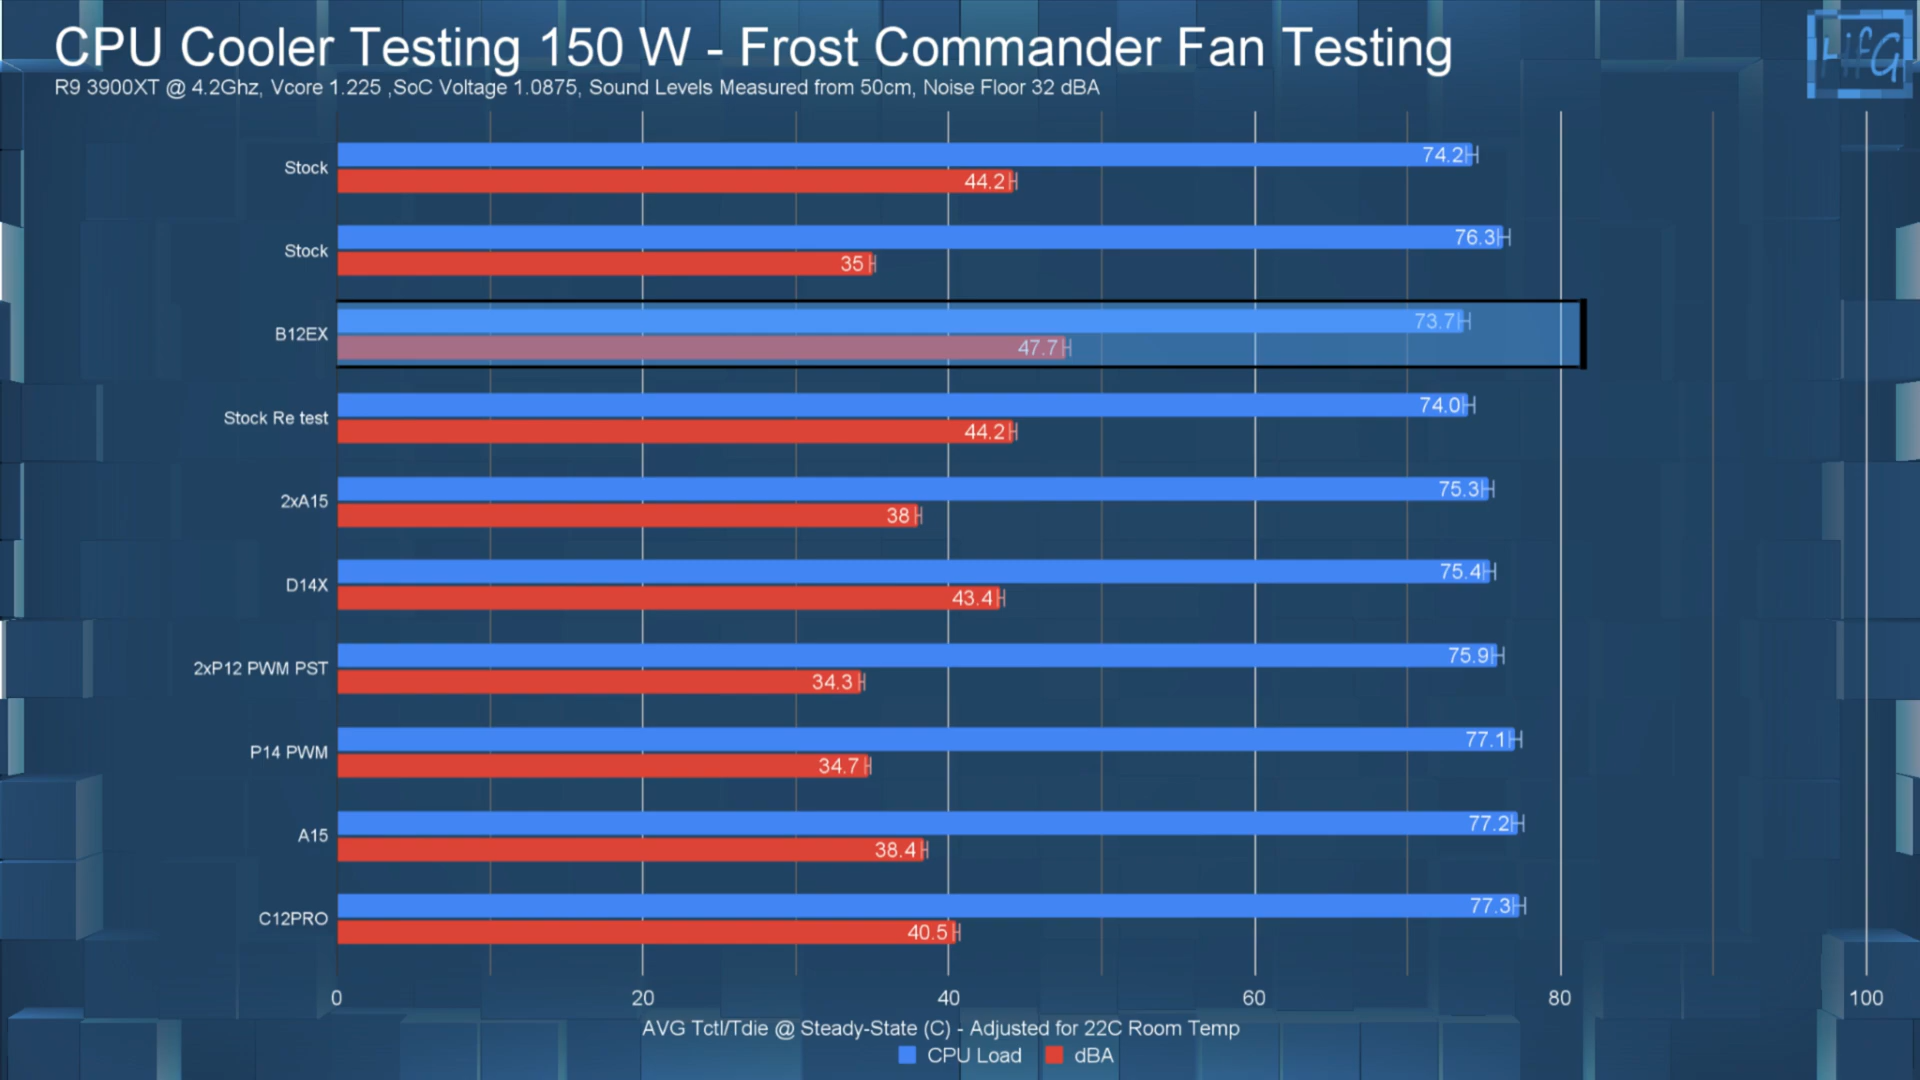 CPU Cooler Testing 150 W - Frost Commander Fan Testing
R9 3900XT @ 4.2Ghz, Vcore 1.225 ,SoC Voltage 1.0875, Sound Levels Measured from 50cm, Noise Floor 32 dBA
HifG
Stock
74.2
44.2
Stock
76.3
35
B12EX
73.7
47.7
Stock Re test
74.0
44.2
2xA15
75.3
38
D14X
75.4
43.4
2xP12 PWM PST
75.9
34.3
P14 PWM
77.1
34.7
A15
77.2
38.4
C12PRO
77.3
40.5
0 20 40 60 80 100
AVG Tctl/Tdie @ Steady-State (C) - Adjusted for 22C Room Temp
CPU Load dBA